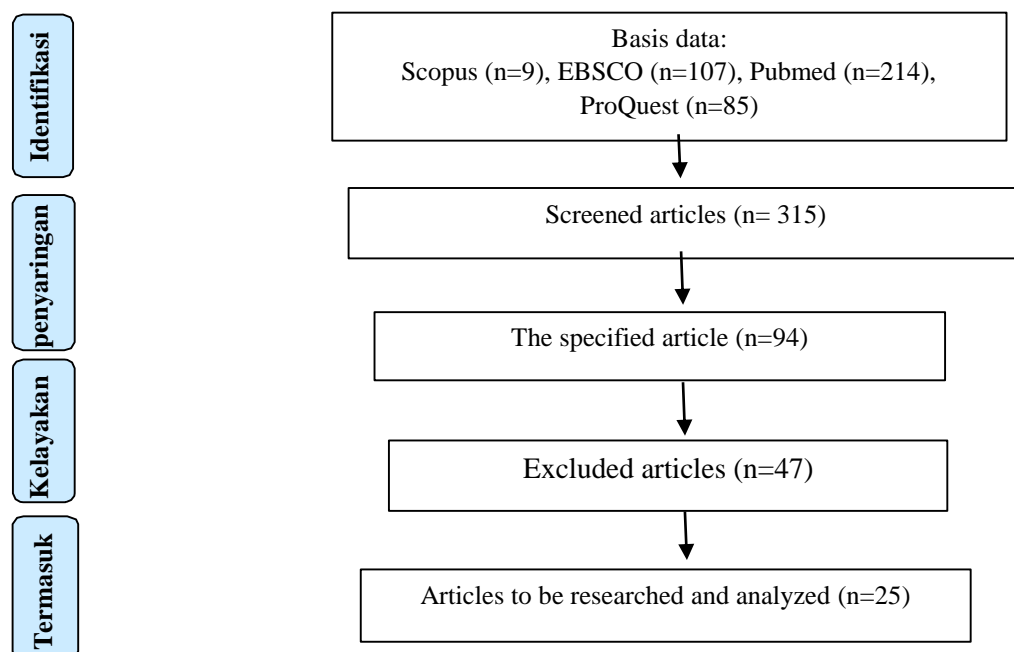 Identifikasi
Basis data:
Scopus (n=9), EBSCO (n=107), Pubmed (n=214),
ProQuest (n=85)
penyaringan
Screened articles (n= 315)
The specified article (n=94)
Kelayakan
Excluded articles (n=47)
Termasuk
Articles to be researched and analyzed (n=25)